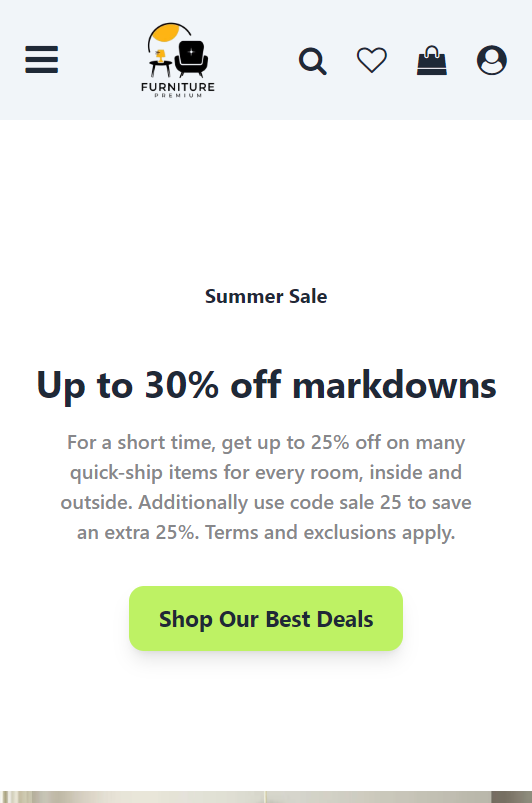 FURNITURE
PREMIUM
Summer Sale
Up to 30% off markdowns
For a short time, get up to 25% off on many
quick-ship items for every room, inside and
outside. Additionally use code sale 25 to save
an extra 25%. Terms and exclusions apply.
Shop Our Best Deals